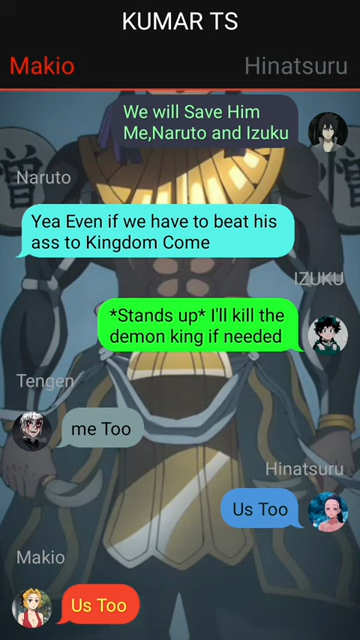 KUMAR TS
Makio
Hinatsuru
We will Save Him
Me,Naruto and Izuku
Naruto
Yea Even if we have to beat his
ass to Kingdom Come
IZUKU
*Stands up* I'll kill the
demon king if needed
Tengen
me Too
Hinatsuru
Us Too
Makio
Us Too
憎
憎